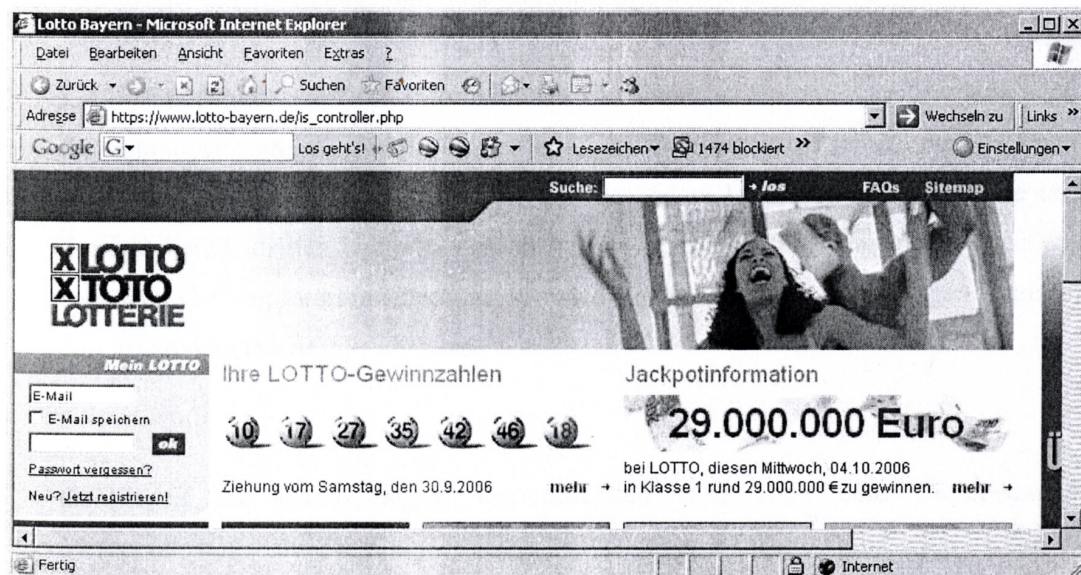 Lotto Bayern - Microsoft Internet Explorer
Datei Bearbeiten Ansicht Favoriten Extras ?
Zurück Suchen Favoriten
Adresse https://www.lotto-bayern.de/is_controller.php Wechseln zu Links »
Google G Los geht's! Lesezeichen 1474 blockiert » Einstellungen
Suche: los FAQs Sitemap
X LOTTO
X TOTO
LOTTERIE
Mein LOTTO
E-Mail
E-Mail speichern
ok
Passwort vergessen?
Neu? Jetzt registrieren!
Ihre LOTTO-Gewinnzahlen
10 17 27 35 42 46 18
Ziehung vom Samstag, den 30.9.2006 mehr
Jackpotinformation
29.000.000 Euro
bei LOTTO, diesen Mittwoch, 04.10.2006
in Klasse 1 rund 29.000.000 € zu gewinnen. mehr
Fertig Internet